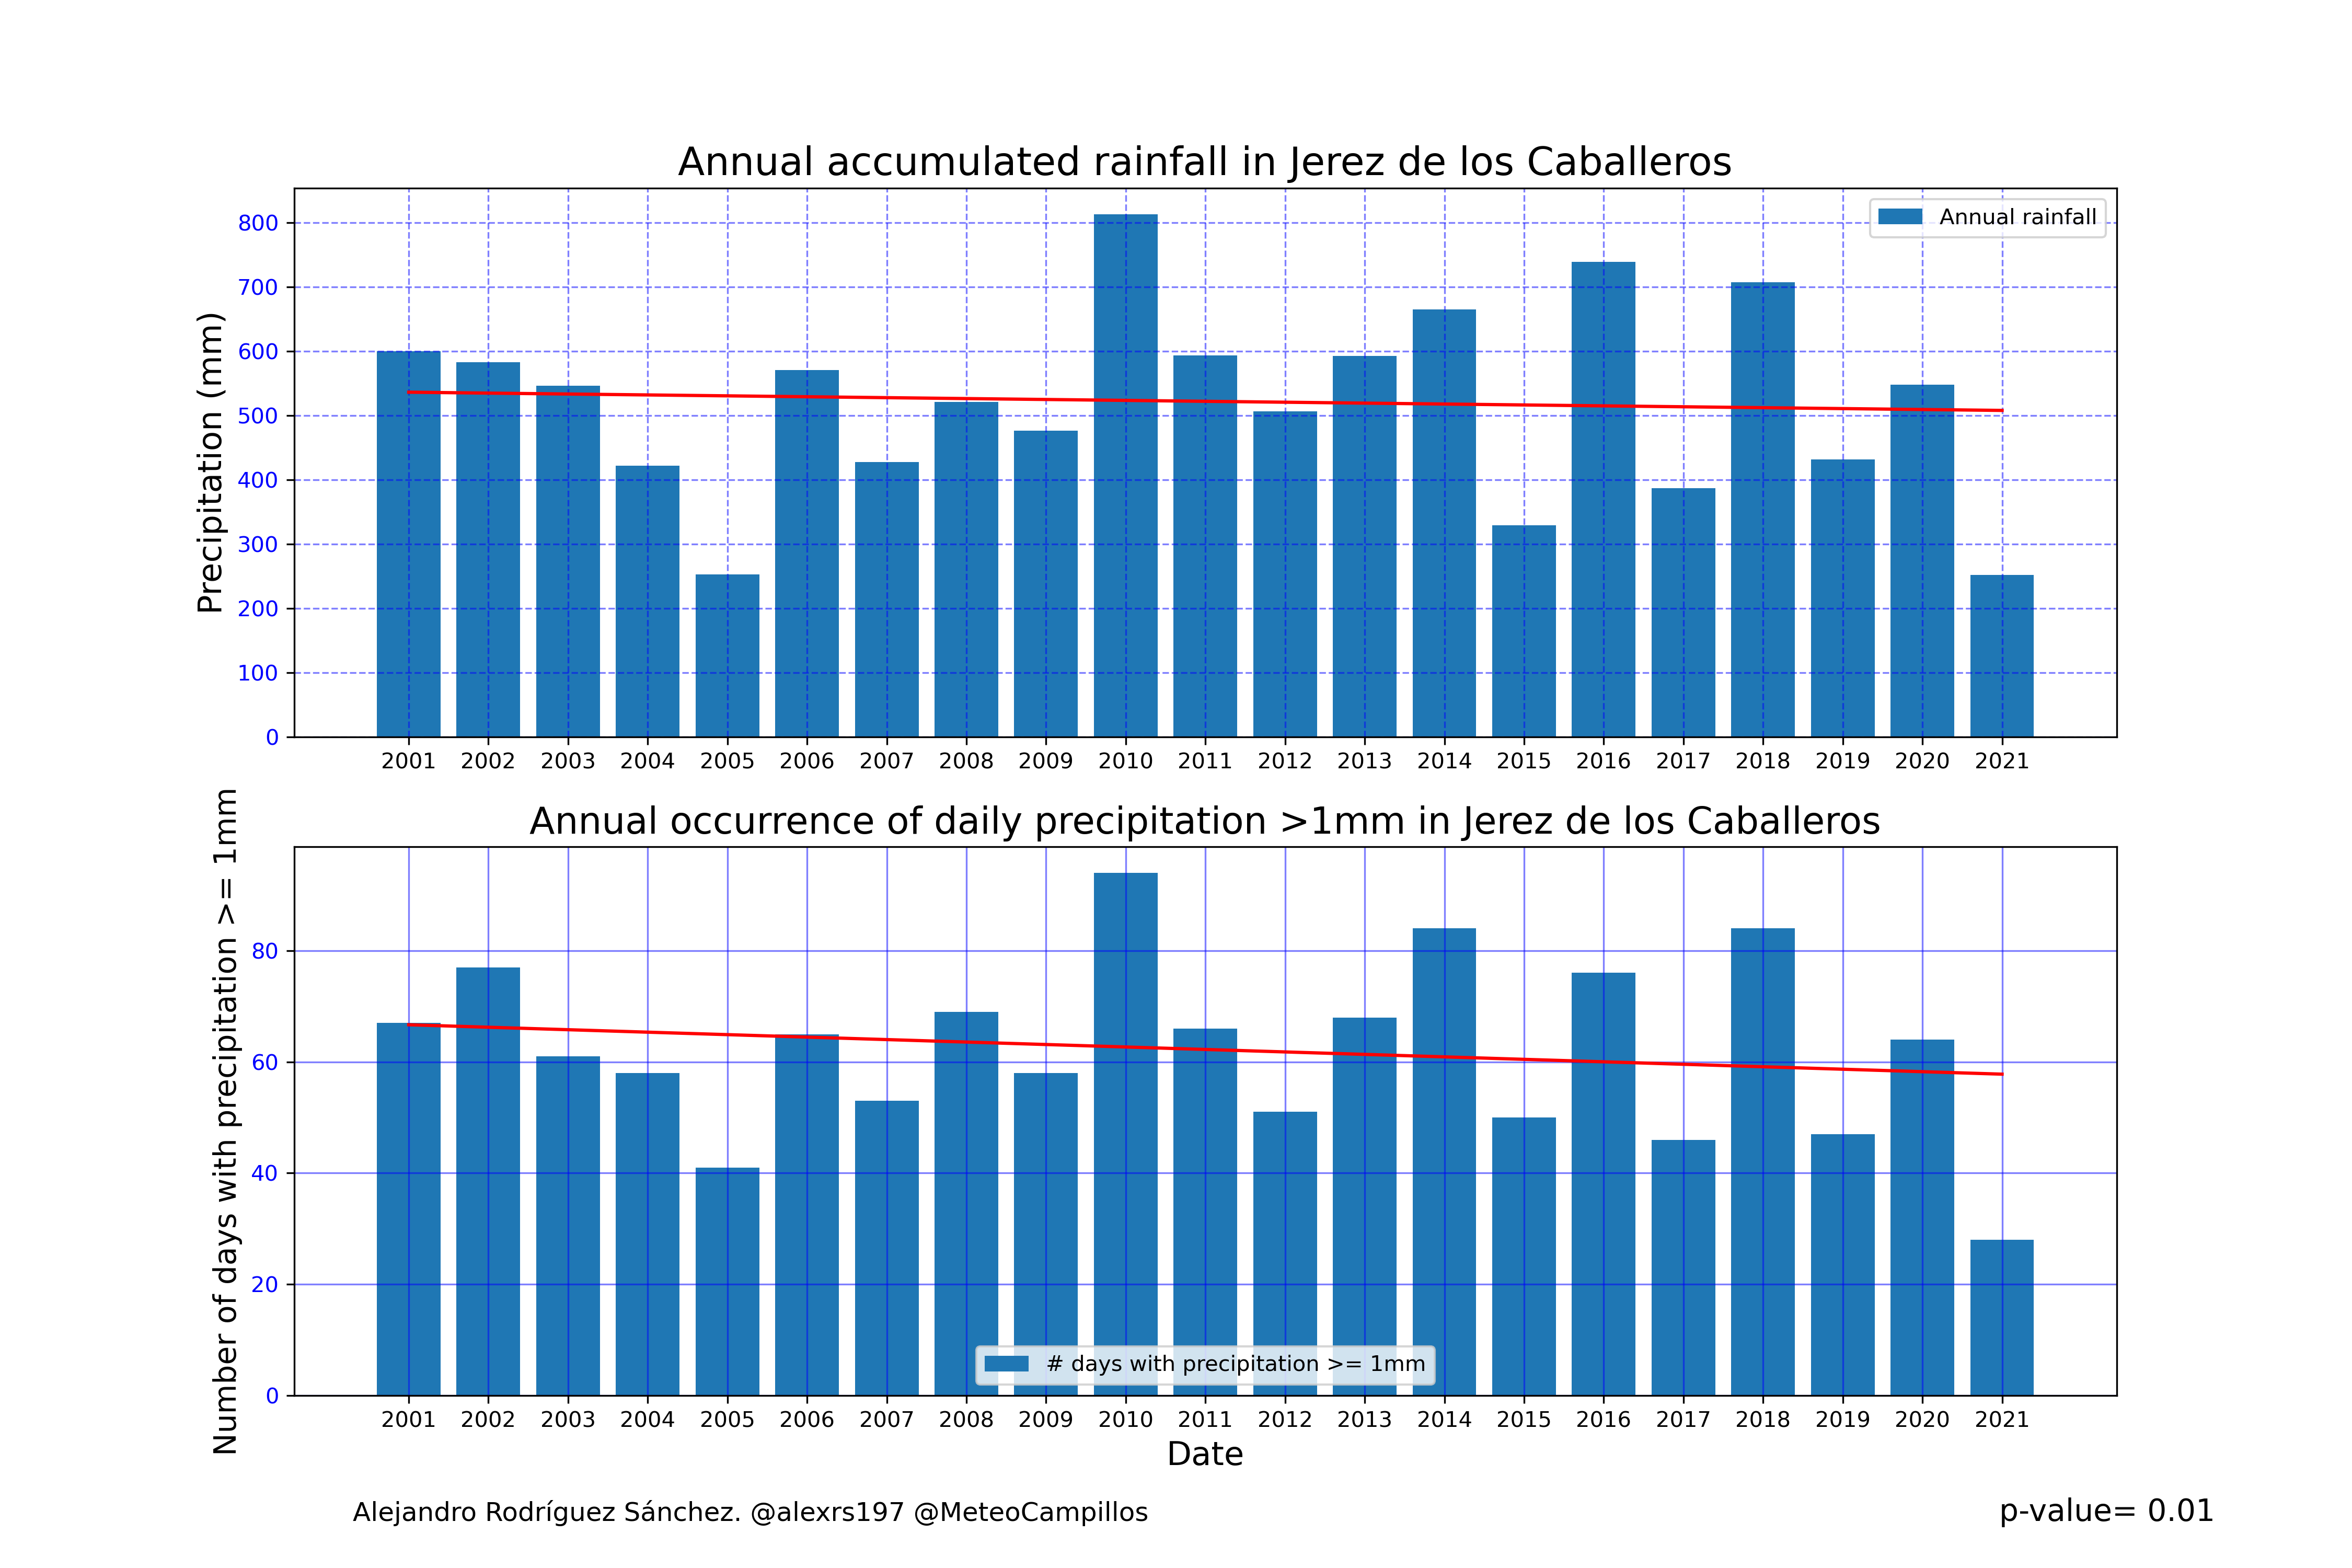 Annual accumulated rainfall in Jerez de los Caballeros
Annual rainfall
Precipitation (mm)
800
700
600
500
400
300
200
100
0
2001 2002 2003 2004 2005 2006 2007 2008 2009 2010 2011 2012 2013 2014 2015 2016 2017 2018 2019 2020 2021
Annual occurrence of daily precipitation >1mm in Jerez de los Caballeros
Number of days with precipitation >= 1mm
80
60
40
20
0
# days with precipitation >= 1mm
2001 2002 2003 2004 2005 2006 2007 2008 2009 2010 2011 2012 2013 2014 2015 2016 2017 2018 2019 2020 2021
Date
Alejandro Rodríguez Sánchez. @alexrs197 @MeteoCampillos
p-value= 0.01